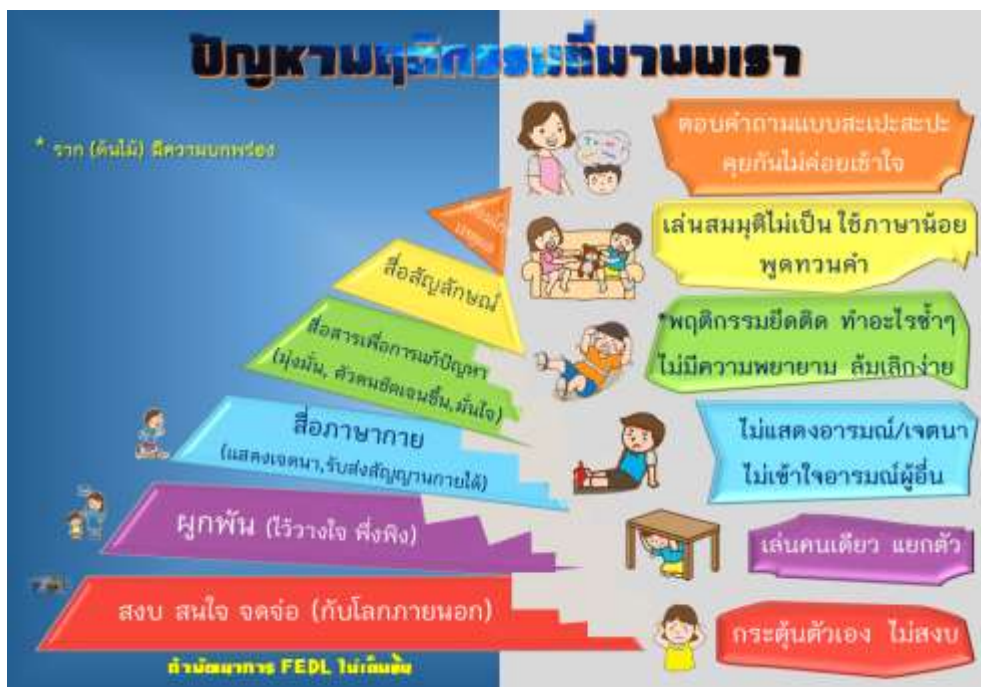 ปัญหาพฤติกรรมที่มาพบเรา
* ราก (ต้นไม้) มีความบกพร่อง
ตอบคำถามแบบสะเปะสะปะ
คุยกันไม่ค่อยเข้าใจ
สื่อสัญลักษณ์
เล่นสมมุติไม่เป็น ใช้ภาษาน้อย
พูดทวนคำ
สื่อสารเพื่อการแก้ปัญหา
(มุ่งมั่น, ตัวตนชัดเจนขึ้น,มั่นใจ)
*พฤติกรรมยึดติด ทำอะไรซ้ำๆ
ไม่มีความพยายาม ล้มเลิกง่าย
สื่อภาษากาย
(แสดงเจตนา,รับส่งสัญญานกายได้)
ไม่แสดงอารมณ์/เจตนา
ไม่เข้าใจอารมณ์ผู้อื่น
ผูกพัน (ไว้วางใจ พึ่งพิง)
เล่นคนเดียว แยกตัว
สงบ สนใจ จดจ่อ (กับโลกภายนอก)
กระตุ้นตัวเอง ไม่สงบ
ถ้าพัฒนาการ FEDL ไม่เต็มขั้น